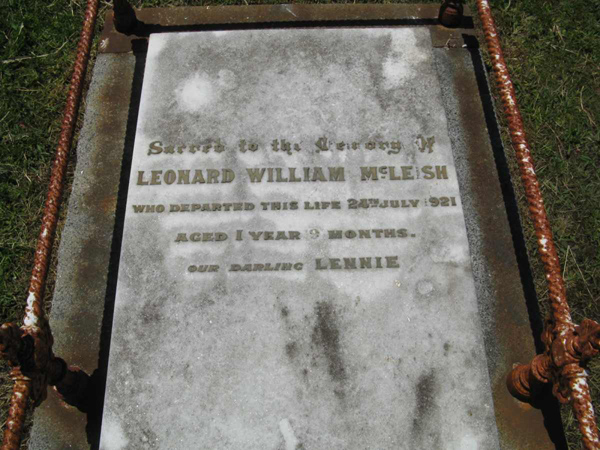 Sacred to the Memory of
LEONARD WILLIAM McLEISH
WHO DEPARTED THIS LIFE 24TH JULY 1921
AGED 1 YEAR 9 MONTHS.
OUR DARLING LENNIE